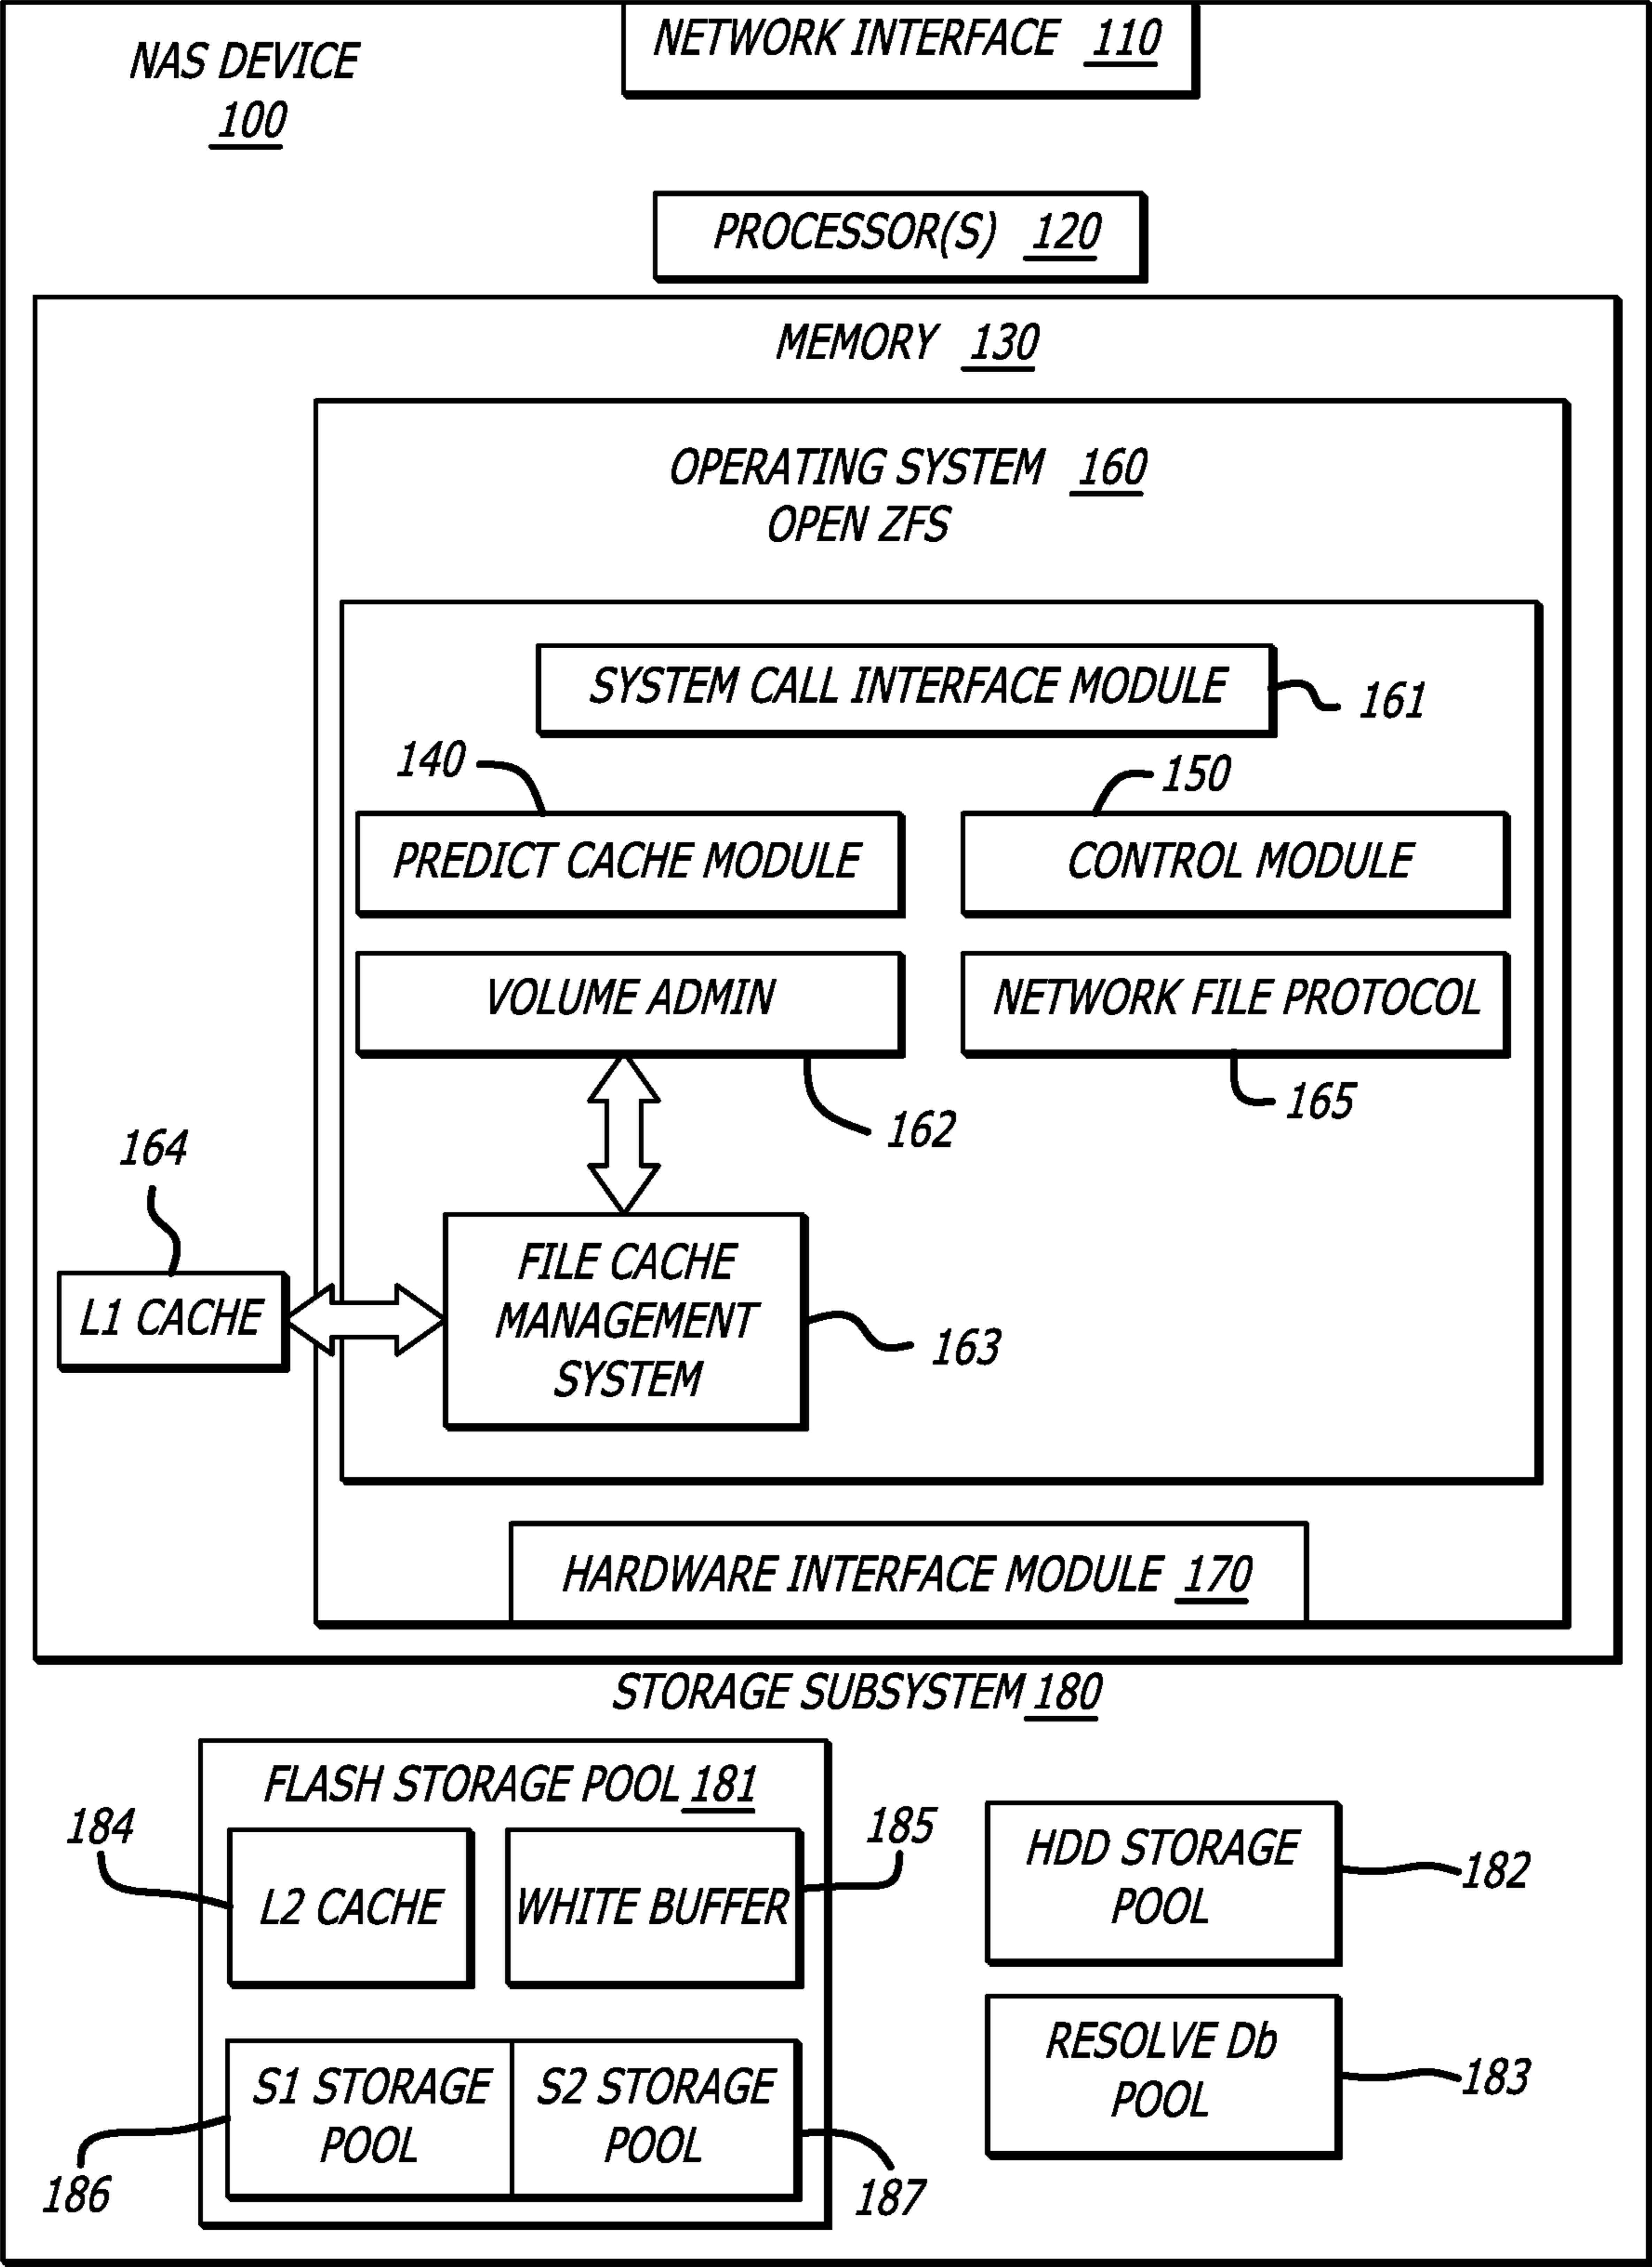 NETWORK INTERFACE 110
NAS DEVICE
100
PROCESSOR(S) 120
MEMORY 130
OPERATING SYSTEM 160
OPEN ZFS
SYSTEM CALL INTERFACE MODULE
161
140
150
PREDICT CACHE MODULE
CONTROL MODULE
VOLUME ADMIN
NETWORK FILE PROTOCOL
162
165
164
L1 CACHE
FILE CACHE
MANAGEMENT
SYSTEM
163
HARDWARE INTERFACE MODULE 170
STORAGE SUBSYSTEM 180
FLASH STORAGE POOL 181
184
185
L2 CACHE
WHITE BUFFER
HDD STORAGE
POOL
182
S1 STORAGE
POOL
S2 STORAGE
POOL
186
187
RESOLVE Db
POOL
183